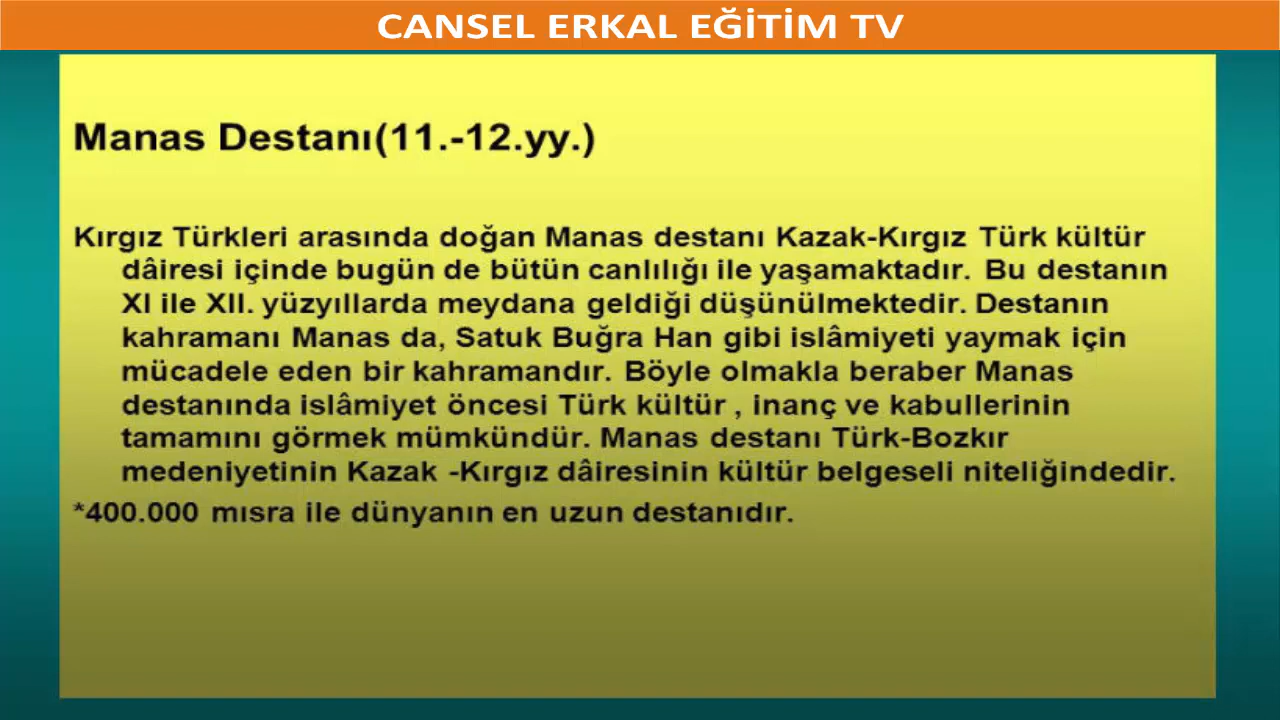 CANSEL ERKAL EĞİTİM TV
Manas Destanı(11.-12.yy.)
Kırgız Türkleri arasında doğan Manas destanı Kazak-Kırgız Türk kültür
dâiresi içinde bugün de bütün canlılığı ile yaşamaktadır. Bu destanın
XI ile XII. yüzyıllarda meydana geldiği düşünülmektedir. Destanın
kahramanı Manas da, Satuk Buğra Han gibi islâmiyeti yaymak için
mücadele eden bir kahramandır. Böyle olmakla beraber Manas
destanında islâmiyet öncesi Türk kültür , inanç ve kabullerinin
tamamını görmek mümkündür. Manas destanı Türk-Bozkır
medeniyetinin Kazak -Kırgız dâiresinin kültür belgeseli niteliğindedir.
*400.000 mısra ile dünyanın en uzun destanıdır.